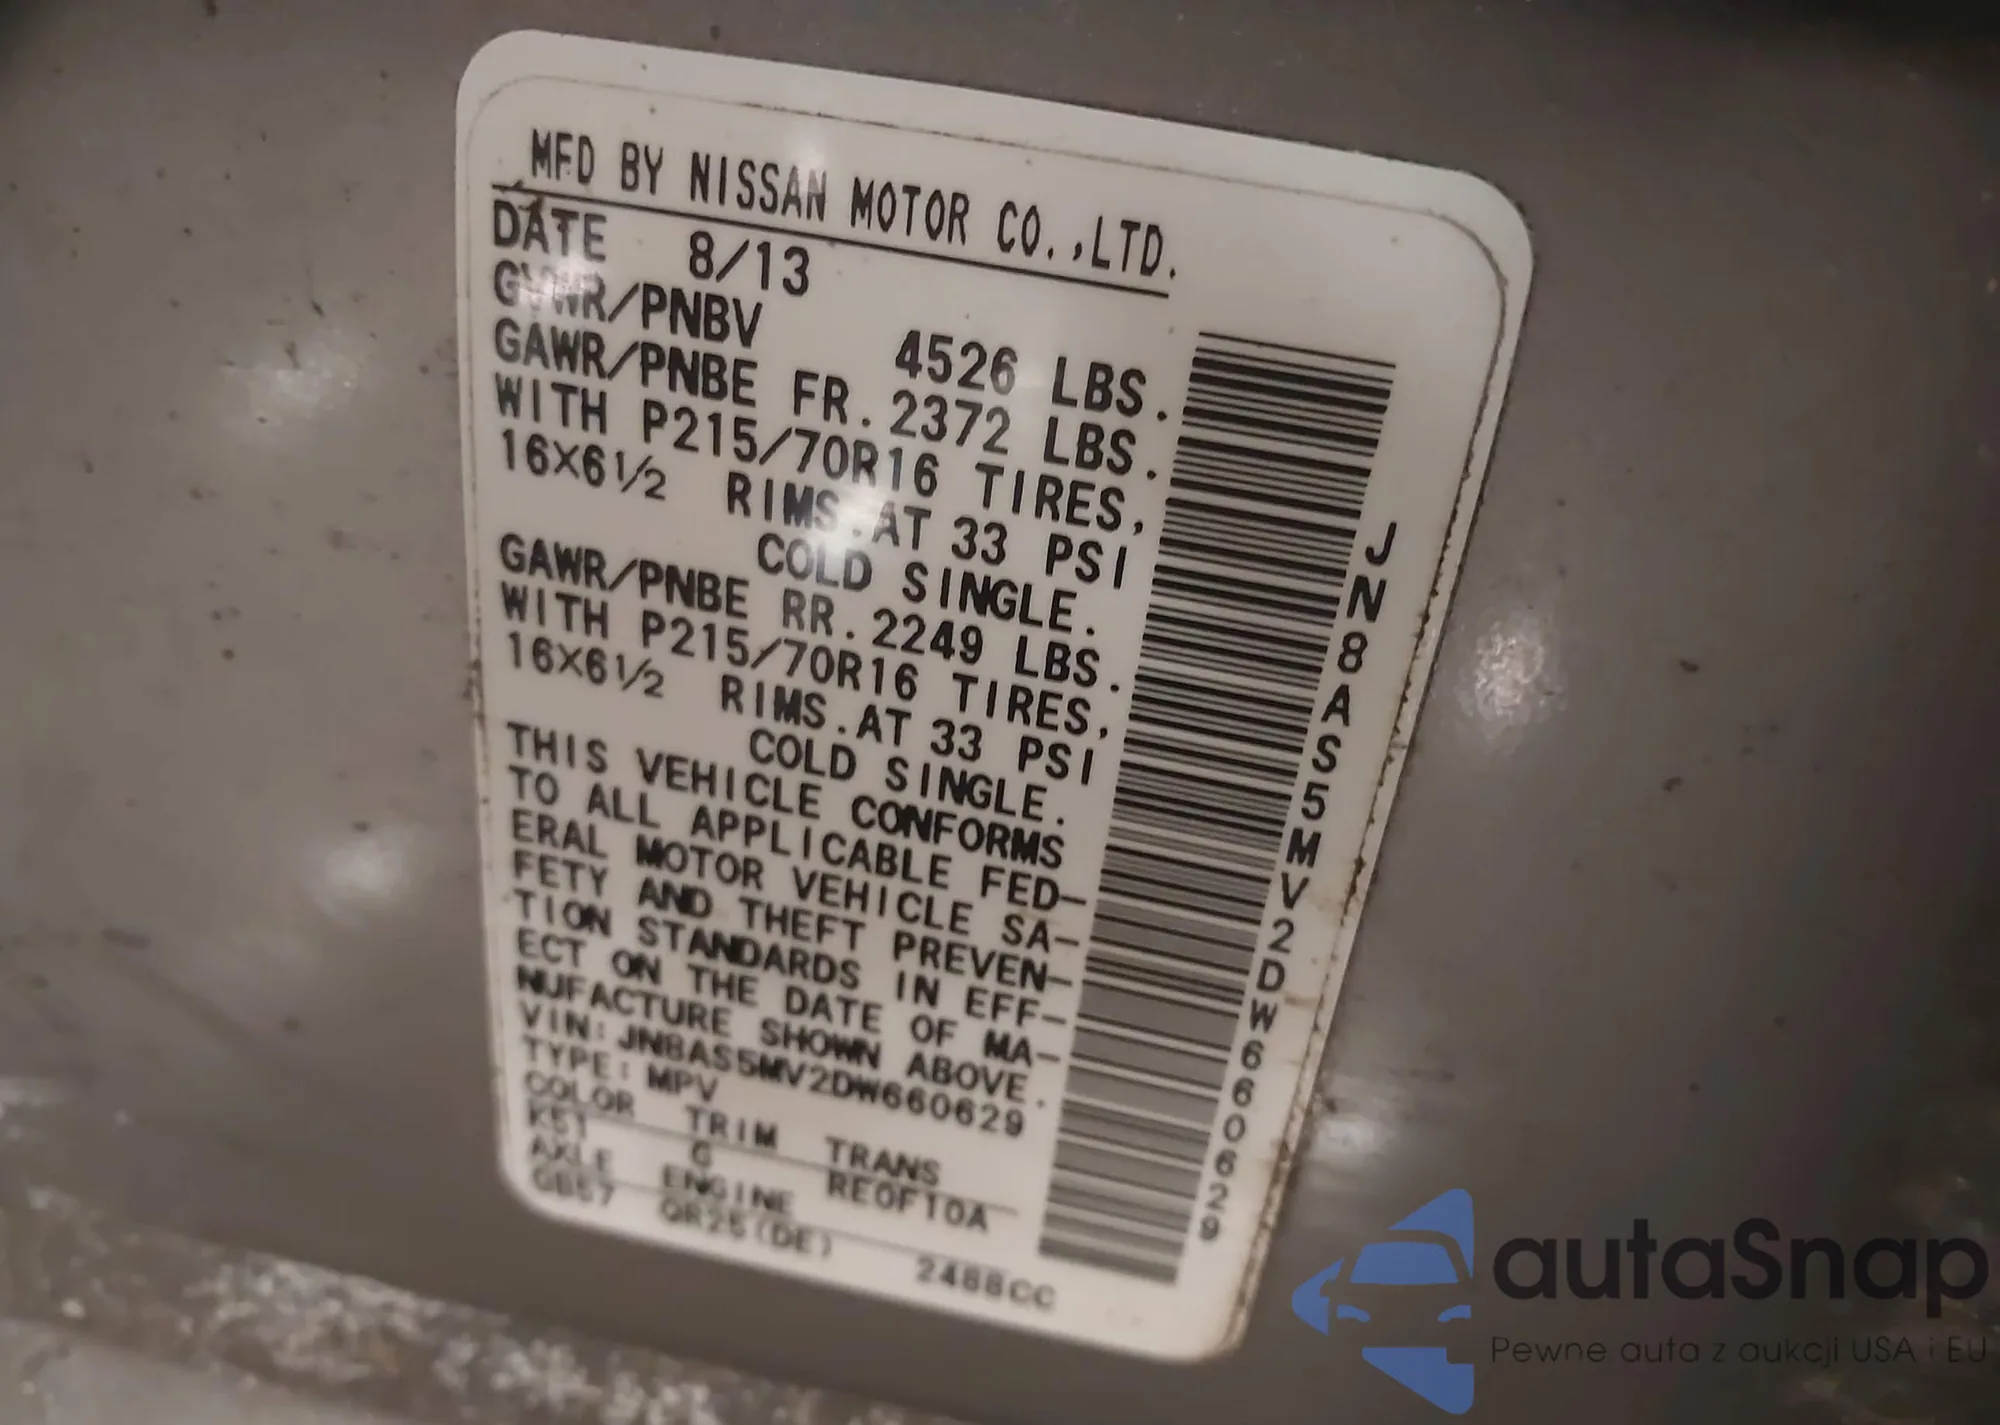 MFD BY NISSAN MOTOR CO.,LTD.
DATE 8/13
GVWR/PNBV 4526 LBS.
GAWR/PNBE FR. 2372 LBS.
WITH P215/70R16 TIRES,
16X6½ RIMS.AT 33 PSI
COLD SINGLE.
GAWR/PNBE RR. 2249 LBS.
WITH P215/70R16 TIRES,
16X6½ RIMS.AT 33 PSI
COLD SINGLE.
THIS VEHICLE CONFORMS
TO ALL APPLICABLE FED-
ERAL MOTOR VEHICLE SA-
FETY AND THEFT PREVEN-
TION STANDARDS IN EFF-
ECT ON THE DATE OF MA-
NUFACTURE SHOWN ABOVE.
VIN: JN8AS5MV2DW660629
TYPE: MPV
COLOR TRIM TRANS
K51 G RE0F10A
AXLE ENGINE
GB57 QR25(DE) 2488CC
JN8AS5MV2DW660629
autaSnap
Pewne auta z aukcji USA i EU